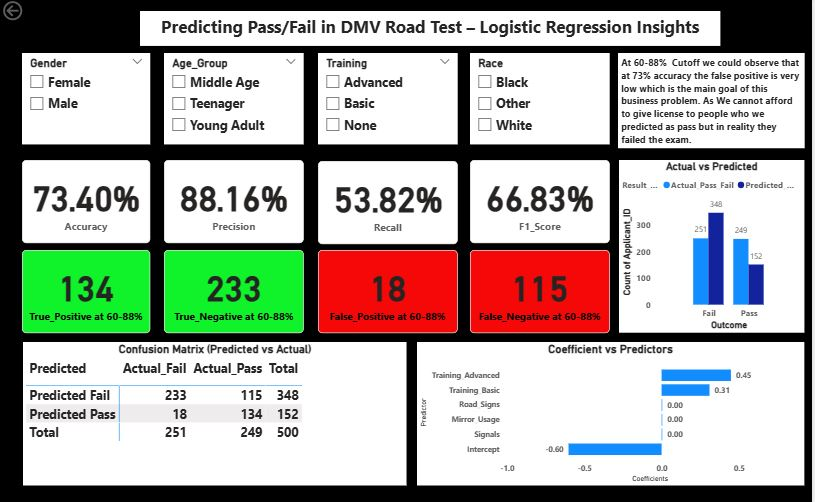 Predicting Pass/Fail in DMV Road Test – Logistic Regression Insights
Gender
Female
Male
Age_Group
Middle Age
Teenager
Young Adult
Training
Advanced
Basic
None
Race
Black
Other
White
At 60-88% Cutoff we could observe that
at 73% accuracy the false positive is very
low which is the main goal of this
business problem. As We cannot afford
to give license to people who we
predicted as pass but in reality they
failed the exam.
73.40%
Accuracy
88.16%
Precision
53.82%
Recall
66.83%
F1_Score
134
True_Positive at 60-88%
233
True_Negative at 60-88%
18
False_Positive at 60-88%
115
False_Negative at 60-88%
Actual vs Predicted
Result ... Actual_Pass_Fail Predicted ...
Count of Applicant_ID
300
200
100
0
251
348
249
152
Fail Pass
Outcome
Confusion Matrix (Predicted vs Actual)
Predicted Actual_Fail Actual_Pass Total
Predicted Fail 233 115 348
Predicted Pass 18 134 152
Total 251 249 500
Coefficient vs Predictors
Predictor
Training_Advanced 0.45
Training_Basic 0.31
Road_Signs 0.00
Mirror_Usage 0.00
Signals 0.00
Intercept -0.60
-1.0 -0.5 0.0 0.5
Coefficients